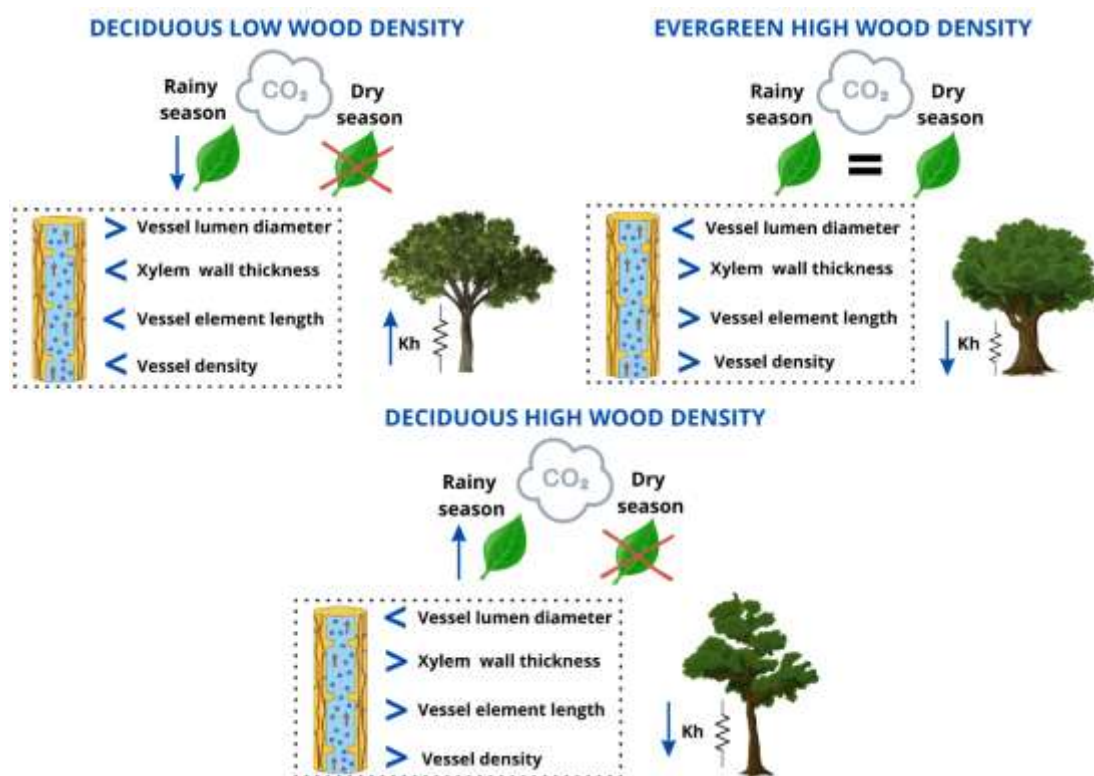 DECIDUOUS LOW WOOD DENSITY
CO₂
Rainy
season
Dry
season
> Vessel lumen diameter
< Xylem wall thickness
< Vessel element length
< Vessel density
Kh
EVERGREEN HIGH WOOD DENSITY
CO₂
Rainy
season
Dry
season
=
< Vessel lumen diameter
> Xylem wall thickness
> Vessel element length
> Vessel density
Kh
DECIDUOUS HIGH WOOD DENSITY
CO₂
Rainy
season
Dry
season
< Vessel lumen diameter
> Xylem wall thickness
> Vessel element length
> Vessel density
Kh